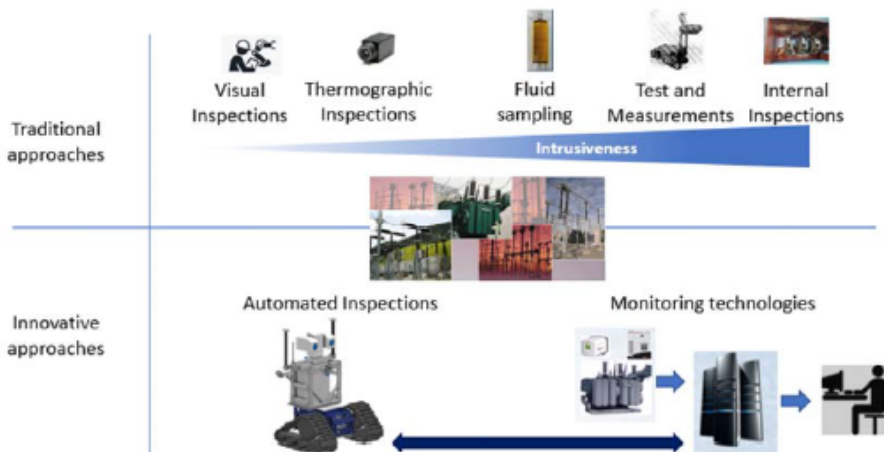 Traditional
approaches
Visual
Inspections
Thermographic
Inspections
Fluid
sampling
Test and
Measurements
Internal
Inspections
Intrusiveness
Innovative
approaches
Automated Inspections
Monitoring technologies